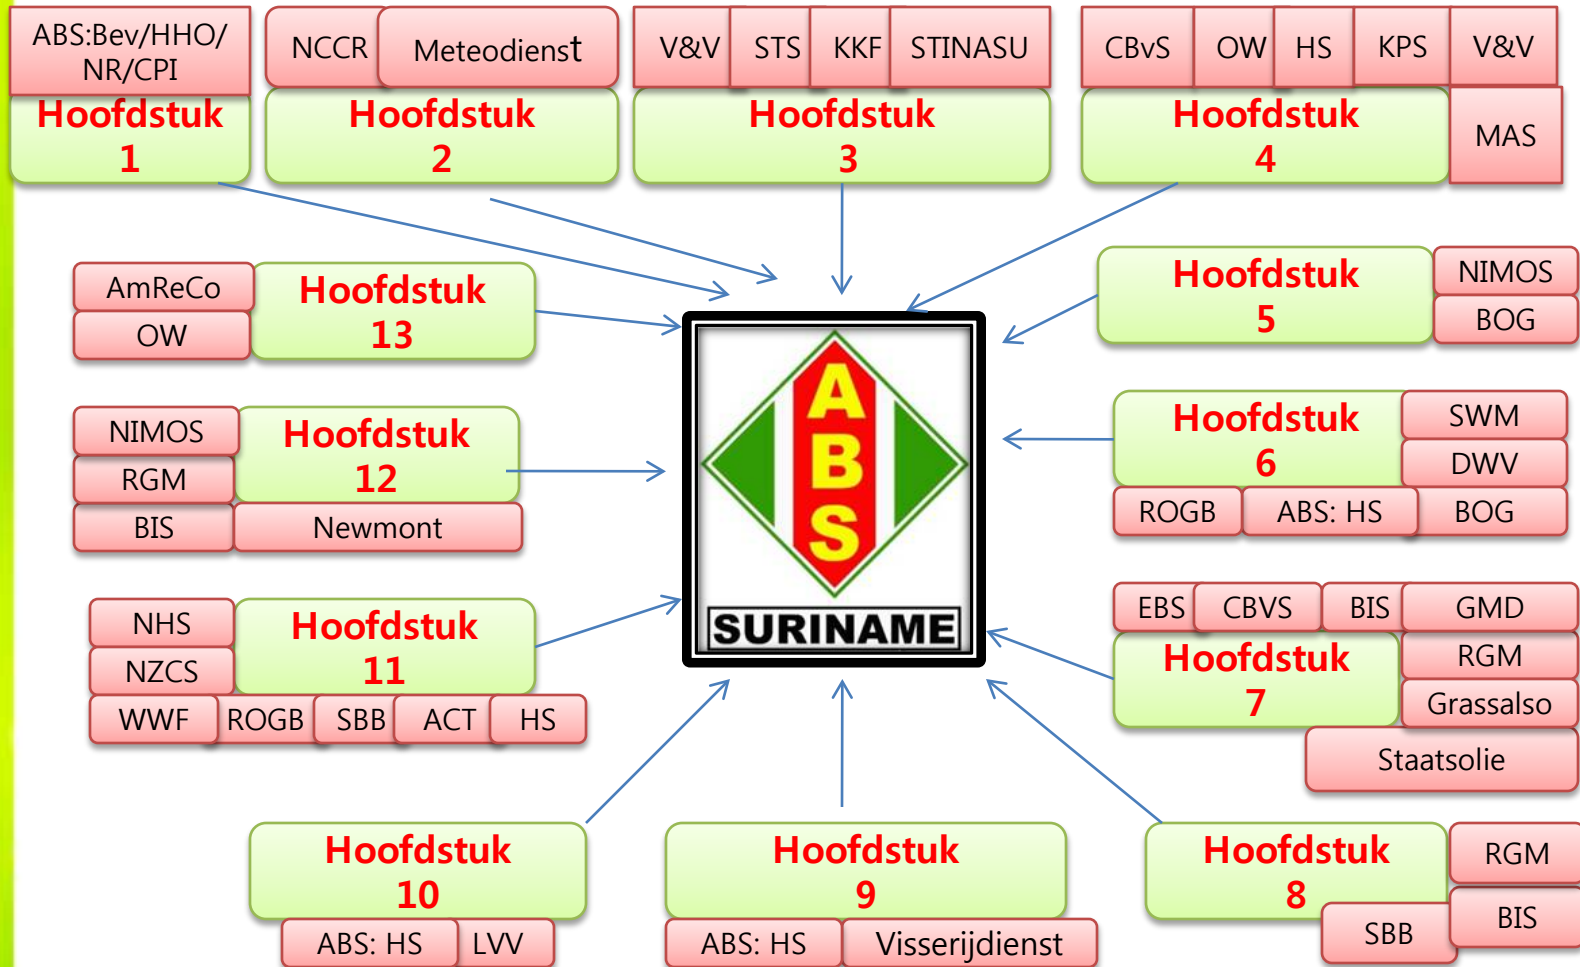 ABS:Bev/HHO/
NR/CPI
Hoofdstuk
1
NCCR
Meteodienst
Hoofdstuk
2
V&V
STS
KKF
STINASU
Hoofdstuk
3
CBvS
OW
HS
KPS
V&V
MAS
Hoofdstuk
4
AmReCo
OW
Hoofdstuk
13
Hoofdstuk
5
NIMOS
BOG
NIMOS
RGM
BIS
Newmont
Hoofdstuk
12
A
B
S
SURINAME
Hoofdstuk
6
SWM
DWV
BOG
ROGB
ABS: HS
NHS
NZCS
Hoofdstuk
11
WWF
ROGB
SBB
ACT
HS
EBS
CBVS
BIS
GMD
RGM
Grassalso
Staatsolie
Hoofdstuk
7
Hoofdstuk
10
ABS: HS
LVV
Hoofdstuk
9
ABS: HS
Visserijdienst
Hoofdstuk
8
RGM
BIS
SBB